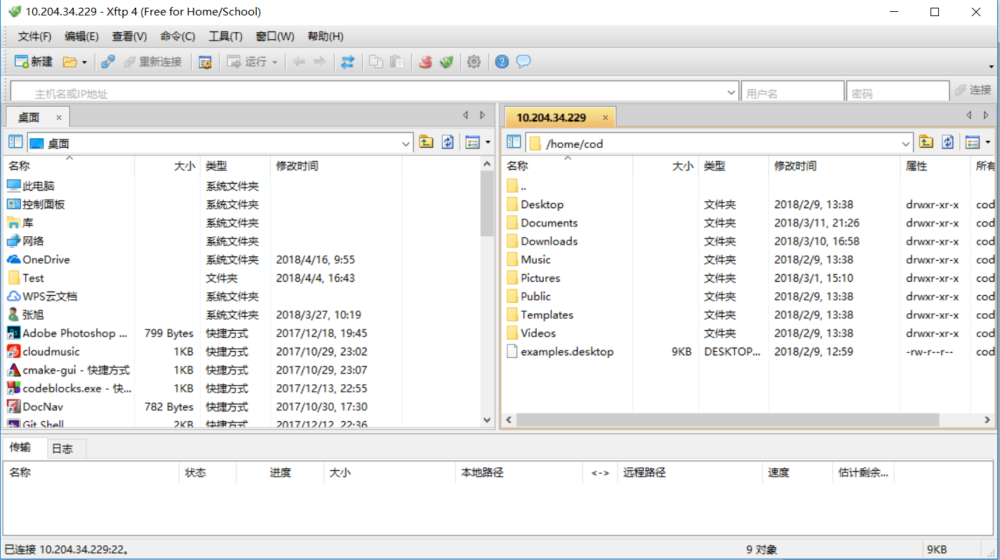 10.204.34.229 - Xftp 4 (Free for Home/School)
文件(F) 编辑(E) 查看(V) 命令(C) 工具(T) 窗口(W) 帮助(H)
新建 重新连接 运行
主机名或IP地址 用户名 密码 连接
桌面 ×
桌面
名称 大小 类型 修改时间
此电脑 系统文件夹
控制面板 系统文件夹
库 系统文件夹
网络 系统文件夹
OneDrive 系统文件夹 2018/4/16, 9:55
Test 文件夹 2018/4/4, 16:43
WPS云文档 系统文件夹
张旭 系统文件夹 2018/3/27, 10:19
Adobe Photoshop ... 799 Bytes 快捷方式 2017/12/18, 19:45
cloudmusic 1KB 快捷方式 2017/10/29, 23:02
cmake-gui - 快捷方式 1KB 快捷方式 2017/10/29, 23:07
codeblocks.exe - 快... 1KB 快捷方式 2017/12/13, 22:55
DocNav 782 Bytes 快捷方式 2017/10/30, 17:30
Git Shell 2KB 快捷方式 2017/12/12, 22:36
10.204.34.229 ×
/home/cod
名称 大小 类型 修改时间 属性 所有
..
Desktop 文件夹 2018/2/9, 13:38 drwxr-xr-x cod
Documents 文件夹 2018/3/11, 21:26 drwxr-xr-x cod
Downloads 文件夹 2018/3/10, 16:58 drwxr-xr-x cod
Music 文件夹 2018/2/9, 13:38 drwxr-xr-x cod
Pictures 文件夹 2018/3/1, 15:10 drwxr-xr-x cod
Public 文件夹 2018/2/9, 13:38 drwxr-xr-x cod
Templates 文件夹 2018/2/9, 13:38 drwxr-xr-x cod
Videos 文件夹 2018/2/9, 13:38 drwxr-xr-x cod
examples.desktop 9KB DESKTOP... 2018/2/9, 12:59 -rw-r--r-- cod
传输 日志
名称 状态 进度 大小 本地路径 <-> 远程路径 速度 估计剩余...
已连接 10.204.34.229:22。 9 对象 9KB